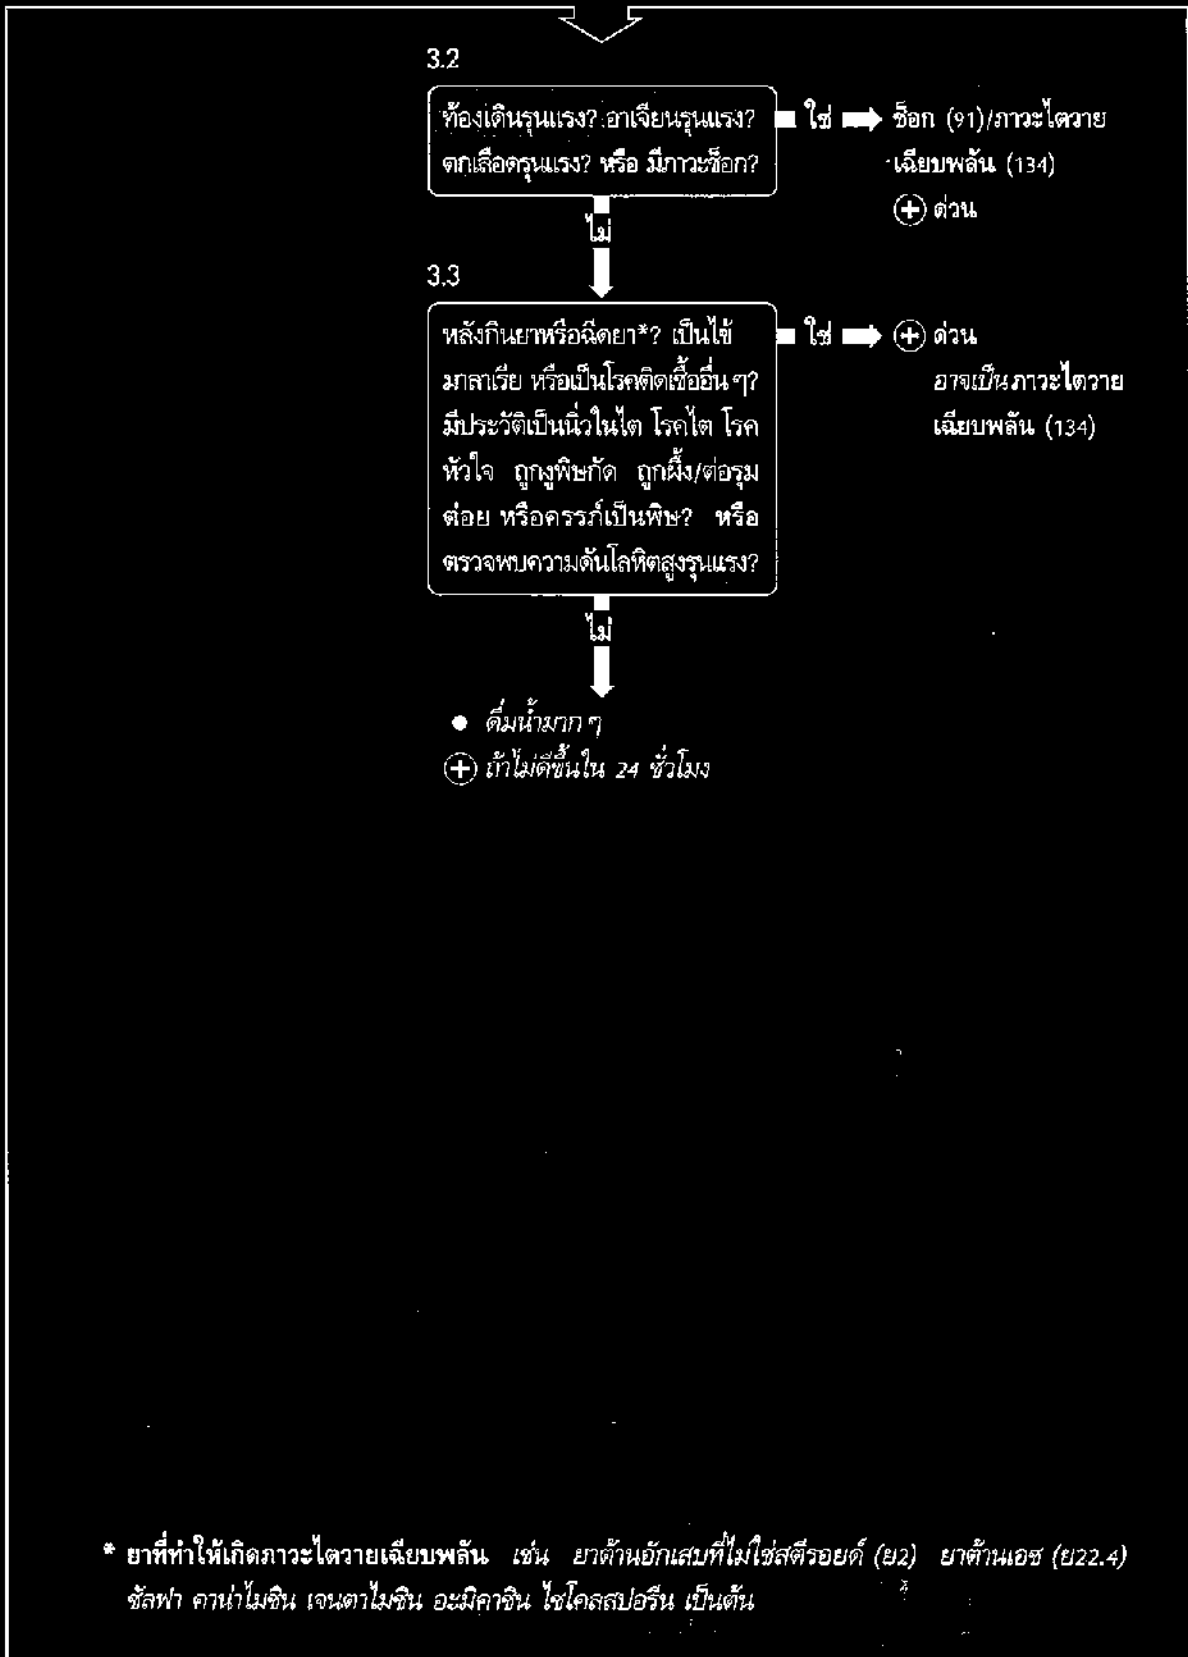 3.2
ท้องเดินรุนแรง? อาเจียนรุนแรง?
ตกเลือดรุนแรง? หรือ มีภาวะช็อก?
ใช่
ช็อก (91)/ภาวะไตวาย
เฉียบพลัน (134)
ด่วน
ไม่
3.3
หลังกินยาหรือฉีดยา*? เป็นไข้
มาลาเรีย หรือเป็นโรคติดเชื้ออื่น ๆ?
มีประวัติเป็นนิ่วในไต โรคไต โรค
หัวใจ ถูกงูพิษกัด ถูกผึ้ง/ต่อรุม
ต่อย หรือครรภ์เป็นพิษ? หรือ
ตรวจพบความดันโลหิตสูงรุนแรง?
ใช่
ด่วน
อาจเป็นภาวะไตวาย
เฉียบพลัน (134)
ไม่
● ดื่มน้ำมาก ๆ
ถ้าไม่ดีขึ้นใน 24 ชั่วโมง
* ยาที่ทำให้เกิดภาวะไตวายเฉียบพลัน เช่น ยาต้านอักเสบที่ไม่ใช่สตีรอยด์ (ย2) ยาต้านเอซ (ย22.4)
ซัลฟา คาน่าไมซิน เจนตาไมซิน อะมิคาซิน ไซโคลสปอรีน เป็นต้น